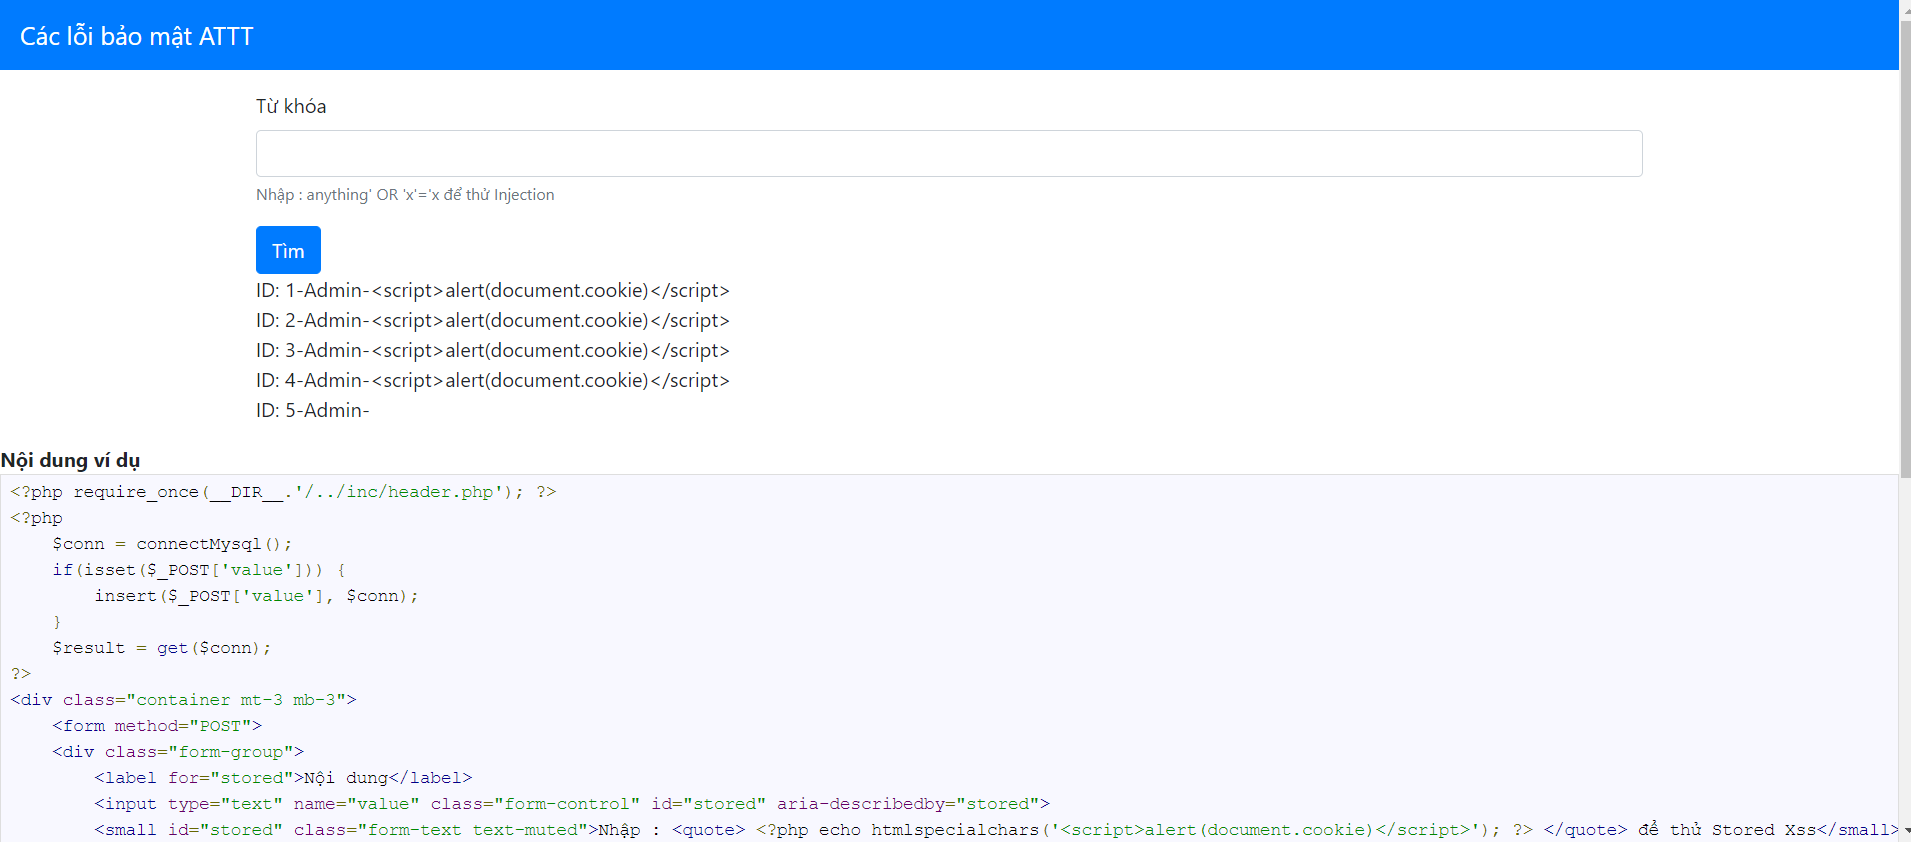 Các lỗi bảo mật ATTT
Từ khóa
Nhập : anything' OR 'x'='x để thử Injection
Tìm
ID: 1-Admin-<script>alert(document.cookie)</script>
ID: 2-Admin-<script>alert(document.cookie)</script>
ID: 3-Admin-<script>alert(document.cookie)</script>
ID: 4-Admin-<script>alert(document.cookie)</script>
ID: 5-Admin-
Nội dung ví dụ
<?php require_once(__DIR__.'/../inc/header.php'); ?>
<?php
    $conn = connectMysql();
    if(isset($_POST['value'])) {
        insert($_POST['value'], $conn);
    }
    $result = get($conn);
?>
<div class="container mt-3 mb-3">
    <form method="POST">
    <div class="form-group">
        <label for="stored">Nội dung</label>
        <input type="text" name="value" class="form-control" id="stored" aria-describedby="stored">
        <small id="stored" class="form-text text-muted">Nhập : <quote> <?php echo htmlspecialchars('<script>alert(document.cookie)</script>'); ?> </quote> để thử Stored Xss</small>